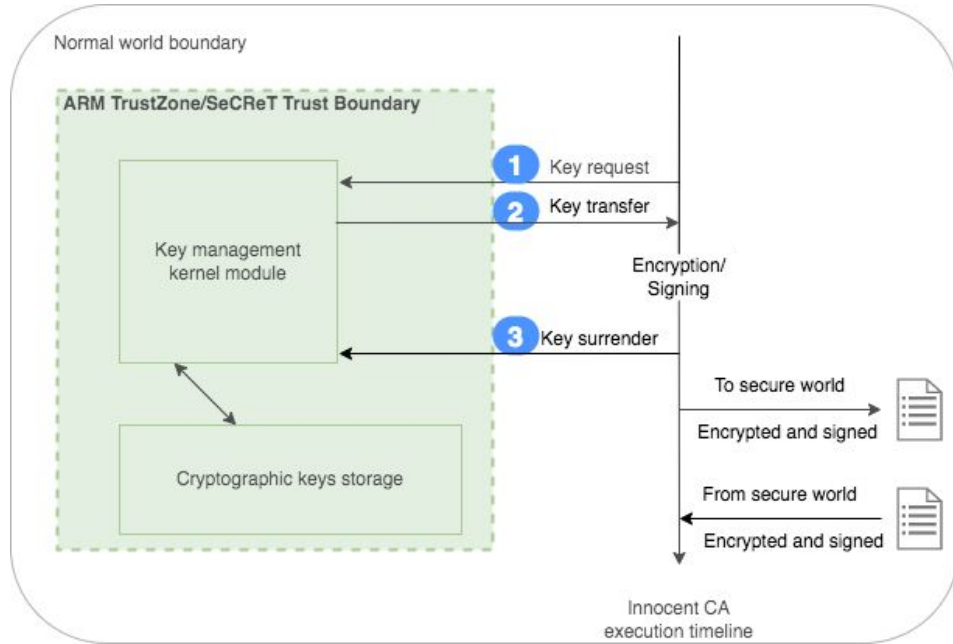 Normal world boundary
ARM TrustZone/SeCReT Trust Boundary
1 Key request
2 Key transfer
Key management
kernel module
Encryption/
Signing
3 Key surrender
To secure world
Encrypted and signed
Cryptographic keys storage
From secure world
Encrypted and signed
Innocent CA
execution timeline